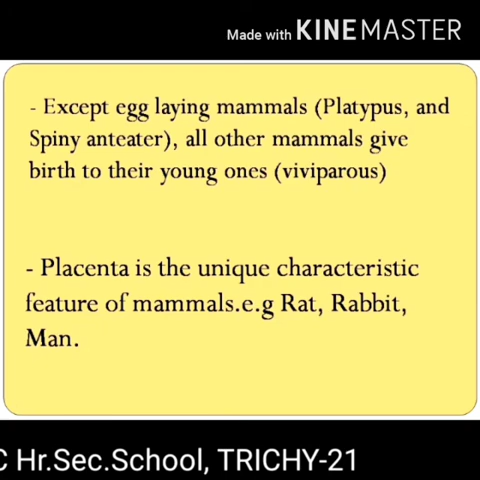 Made with KINEMASTER
- Except egg laying mammals (Platypus, and
Spiny anteater), all other mammals give
birth to their young ones (viviparous)
- Placenta is the unique characteristic
feature of mammals.e.g Rat, Rabbit,
Man.
C Hr.Sec.School, TRICHY-21